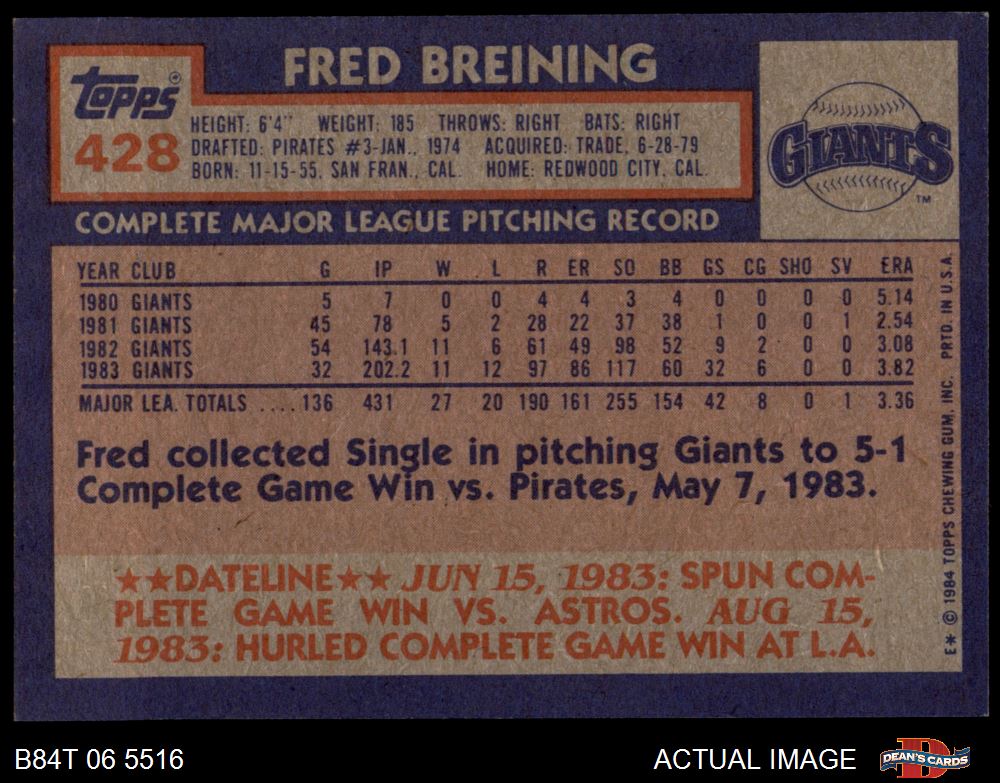 FRED BREINING
topps
428
HEIGHT: 6'4" WEIGHT: 185 THROWS: RIGHT BATS: RIGHT
DRAFTED: PIRATES #3-JAN., 1974 ACQUIRED: TRADE, 6-28-79
BORN: 11-15-55, SAN FRAN., CAL. HOME: REDWOOD CITY, CAL.
GIANTS
TM
COMPLETE MAJOR LEAGUE PITCHING RECORD
YEAR CLUB G IP W L R ER SO BB GS CG SHO SV ERA
1980 GIANTS 5 7 0 0 4 4 3 4 0 0 0 0 5.14
1981 GIANTS 45 78 5 2 28 22 37 38 1 0 0 1 2.54
1982 GIANTS 54 143.1 11 6 61 49 98 52 9 2 0 0 3.08
1983 GIANTS 32 202.2 11 12 97 86 117 60 32 6 0 0 3.82
MAJOR LEA. TOTALS .... 136 431 27 20 190 161 255 154 42 8 0 1 3.36
Fred collected Single in pitching Giants to 5-1
Complete Game Win vs. Pirates, May 7, 1983.
★★DATELINE★★ JUN 15, 1983: SPUN COM-
PLETE GAME WIN VS. ASTROS. AUG 15,
1983: HURLED COMPLETE GAME WIN AT L.A.
E* © 1984 TOPPS CHEWING GUM, INC. PRTD. IN U.S.A.
B84T 06 5516 ACTUAL IMAGE
DEAN'S CARDS